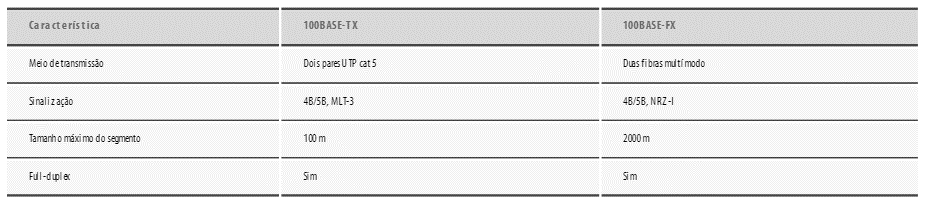 Característica 100BASE-TX 100BASE-FX
Meio de transmissão Dois pares UTP cat 5 Duas fibras multímodo
Sinalização 4B/5B, MLT-3 4B/5B, NRZ-I
Tamanho máximo do segmento 100 m 2000 m
Full-duplex Sim Sim